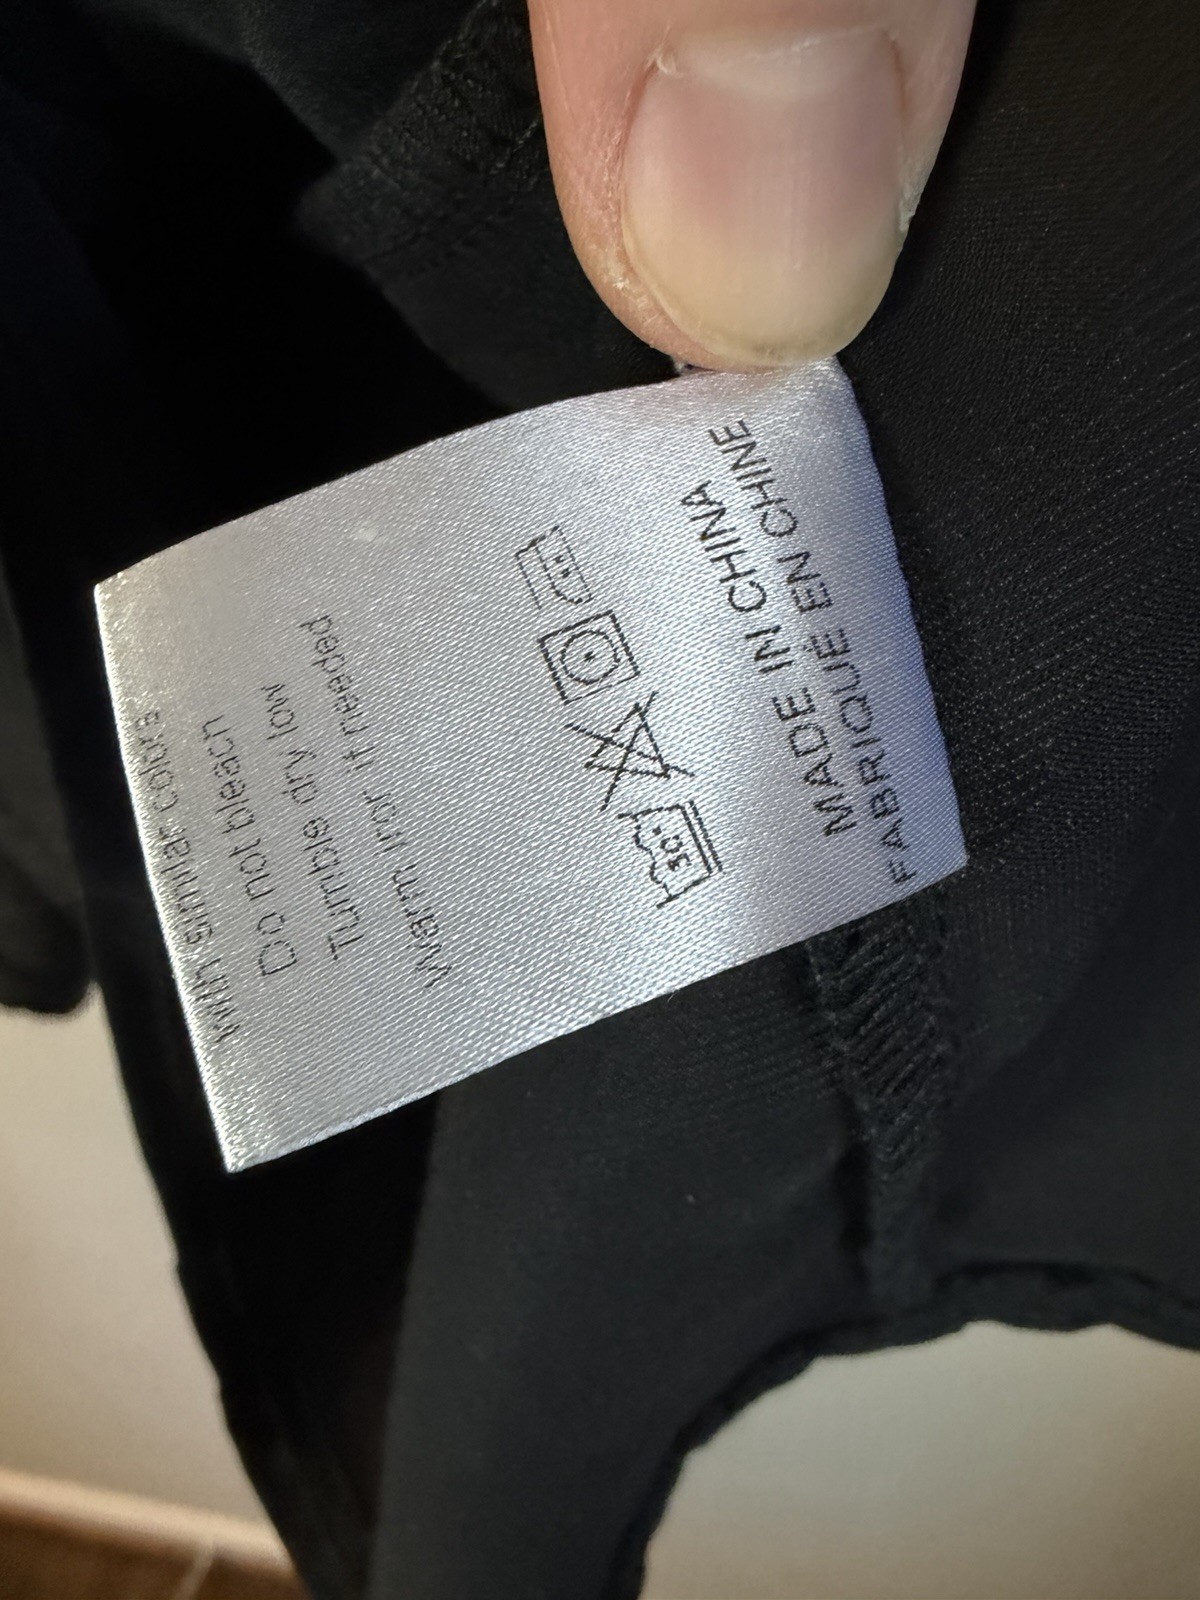 MADE IN CHINA
FABRIQUÉ EN CHINE
30
with similar colors
Do not bleach
Tumble dry low
Warm iron if needed